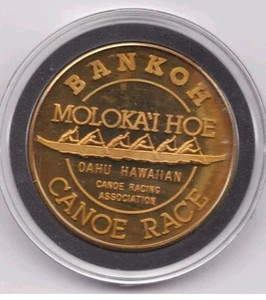 BANKOH
MOLOKA'I HOE
OAHU HAWAIIAN
CANOE RACING
ASSOCIATION
CANOE RACE